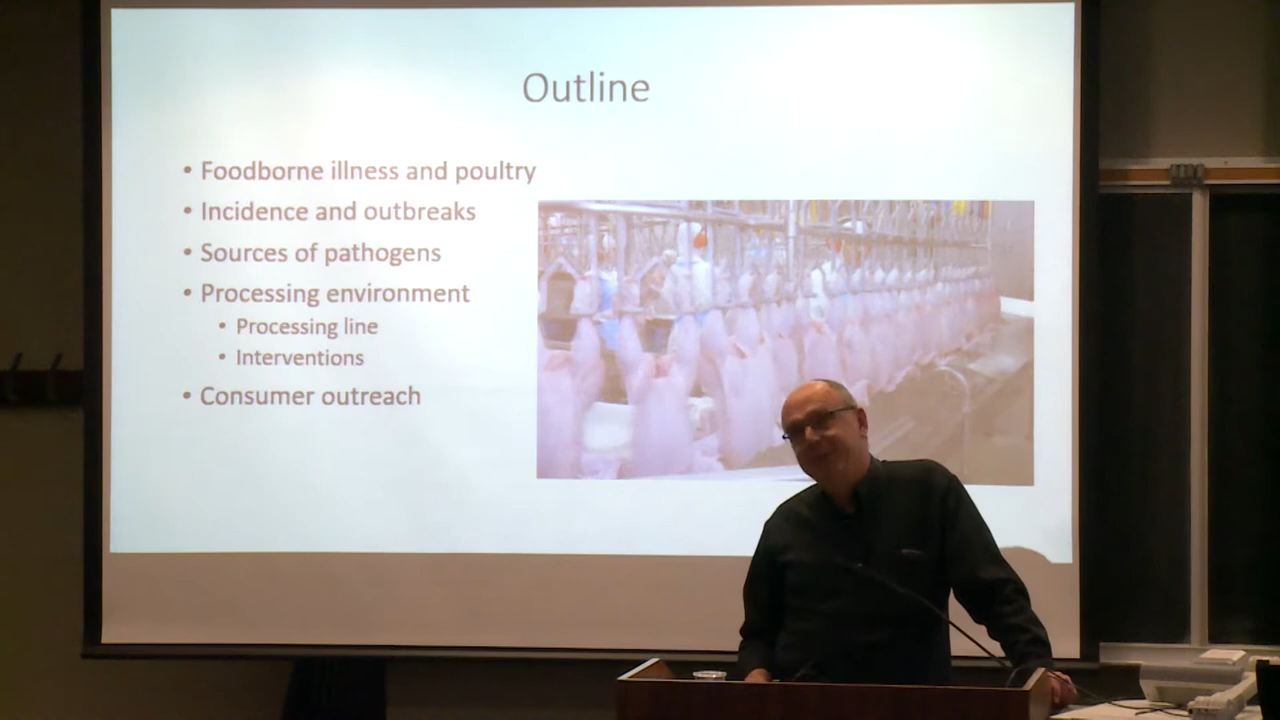 Outline
• Foodborne illness and poultry
• Incidence and outbreaks
• Sources of pathogens
• Processing environment
• Processing line
• Interventions
• Consumer outreach